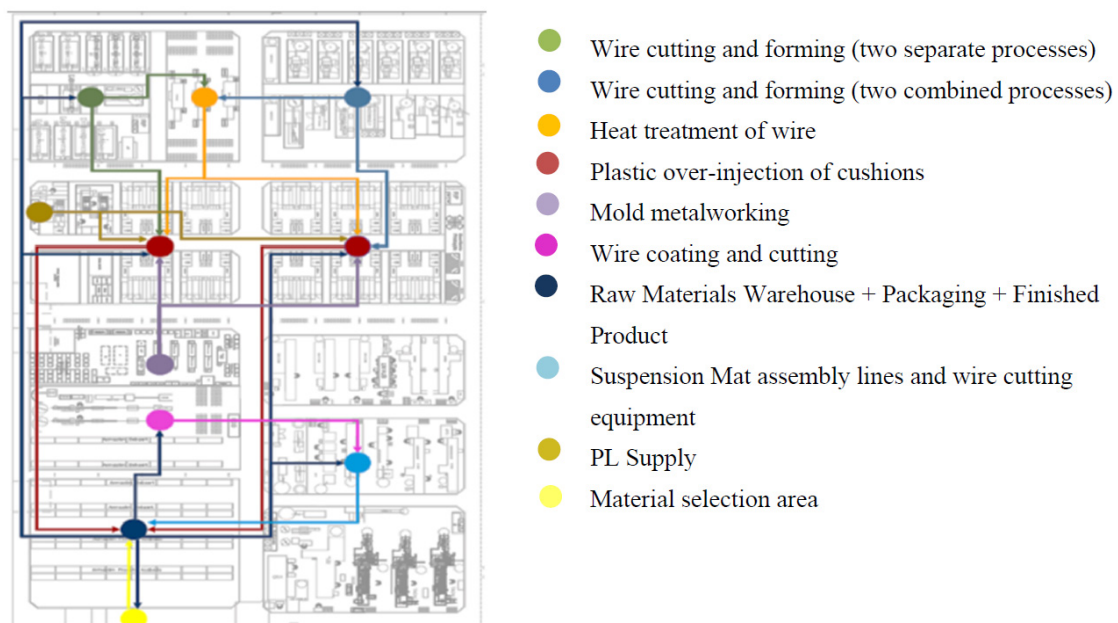 Wire cutting and forming (two separate processes)
Wire cutting and forming (two combined processes)
Heat treatment of wire
Plastic over-injection of cushions
Mold metalworking
Wire coating and cutting
Raw Materials Warehouse + Packaging + Finished
Product
Suspension Mat assembly lines and wire cutting
equipment
PL Supply
Material selection area